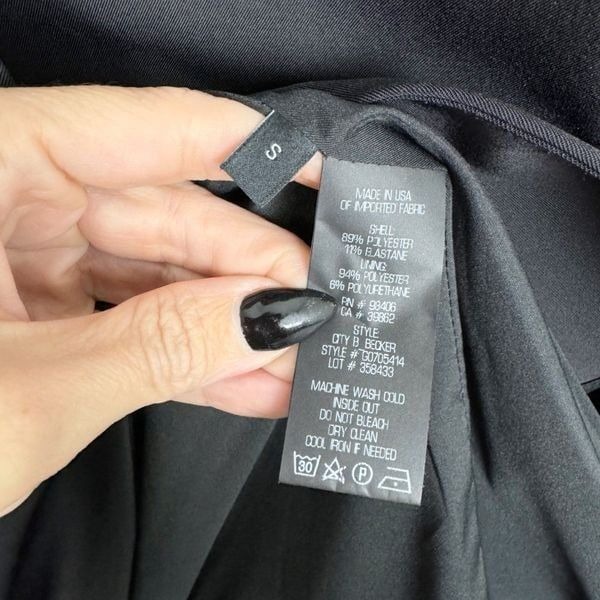 S
MADE IN USA
OF IMPORTED FABRIC
SHELL:
89% POLYESTER
11% ELASTANE
LINING:
94% POLYESTER
6% POLYURETHANE
RN # 93406
CA # 39862
STYLE:
CITY B. BECKER
STYLE # G0705414
LOT # 358433
MACHINE WASH COLD
INSIDE OUT
DO NOT BLEACH
DRY CLEAN
COOL IRON IF NEEDED
30 P